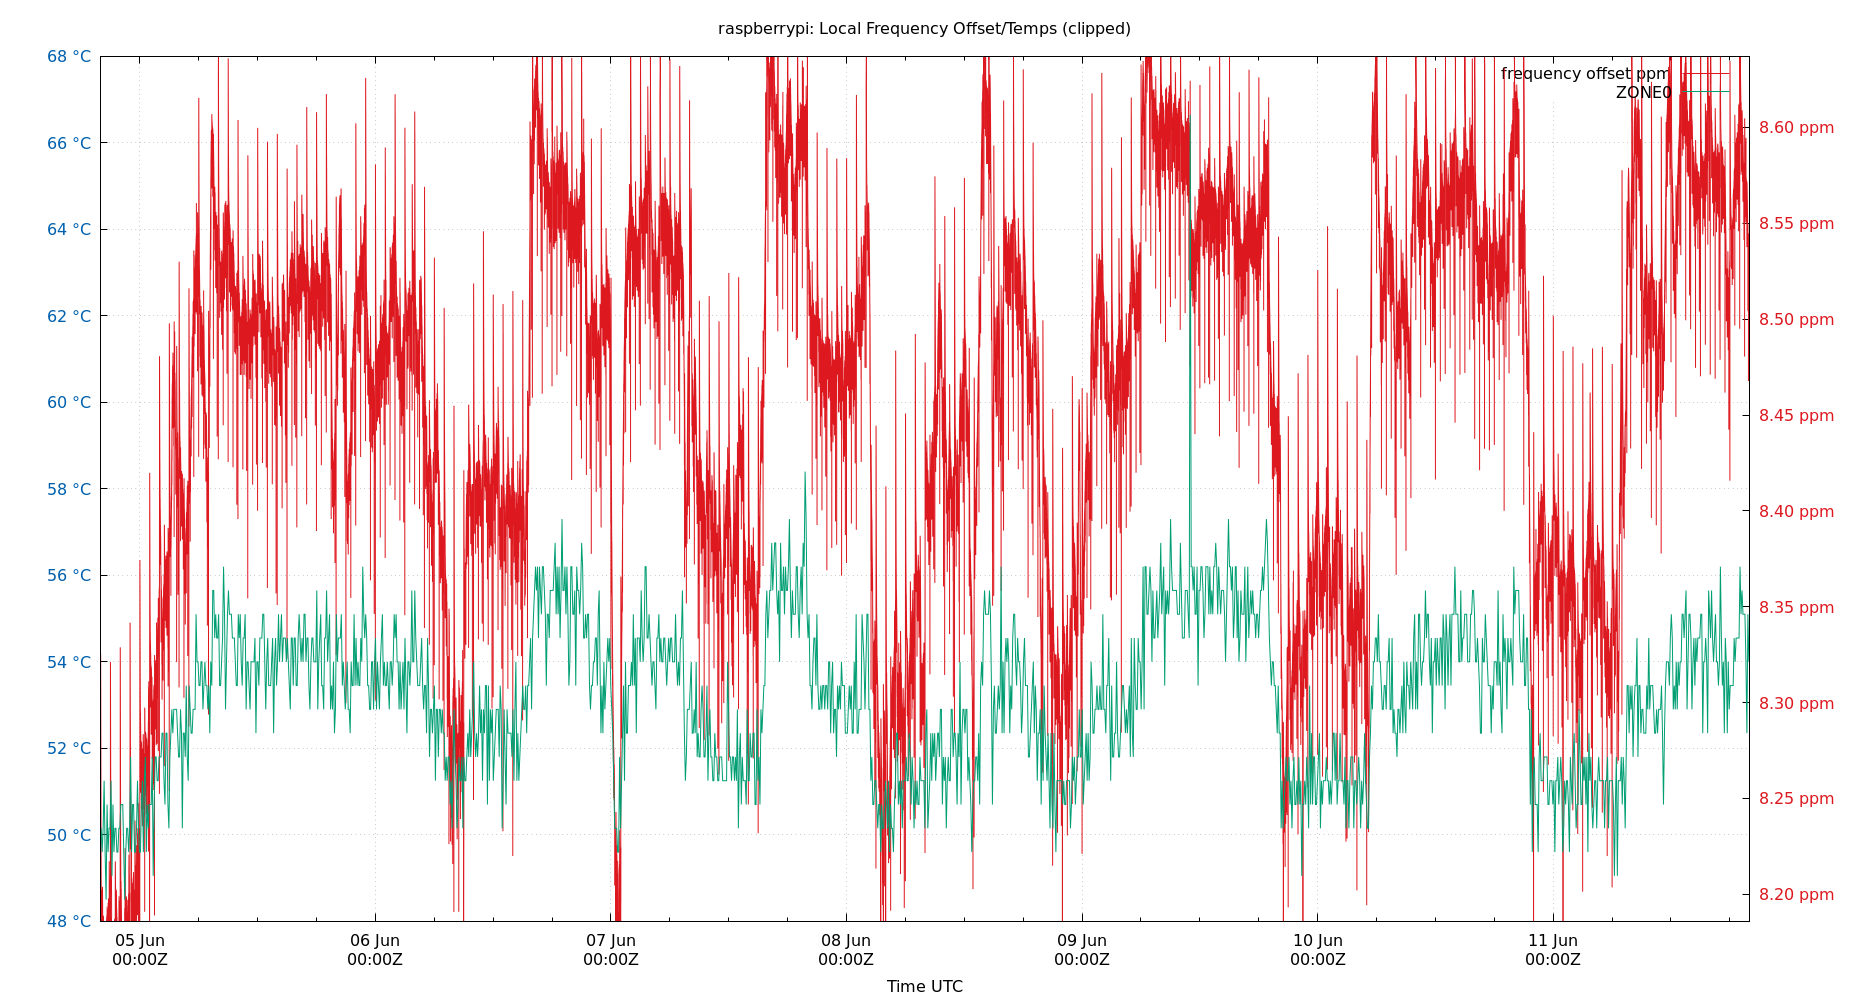 raspberrypi: Local Frequency Offset/Temps (clipped)
68 °C
66 °C
64 °C
62 °C
60 °C
58 °C
56 °C
54 °C
52 °C
50 °C
48 °C
frequency offset ppm
ZONE0
8.60 ppm
8.55 ppm
8.50 ppm
8.45 ppm
8.40 ppm
8.35 ppm
8.30 ppm
8.25 ppm
8.20 ppm
05 Jun 06 Jun 07 Jun 08 Jun 09 Jun 10 Jun 11 Jun
00:00Z 00:00Z 00:00Z 00:00Z 00:00Z 00:00Z 00:00Z
Time UTC